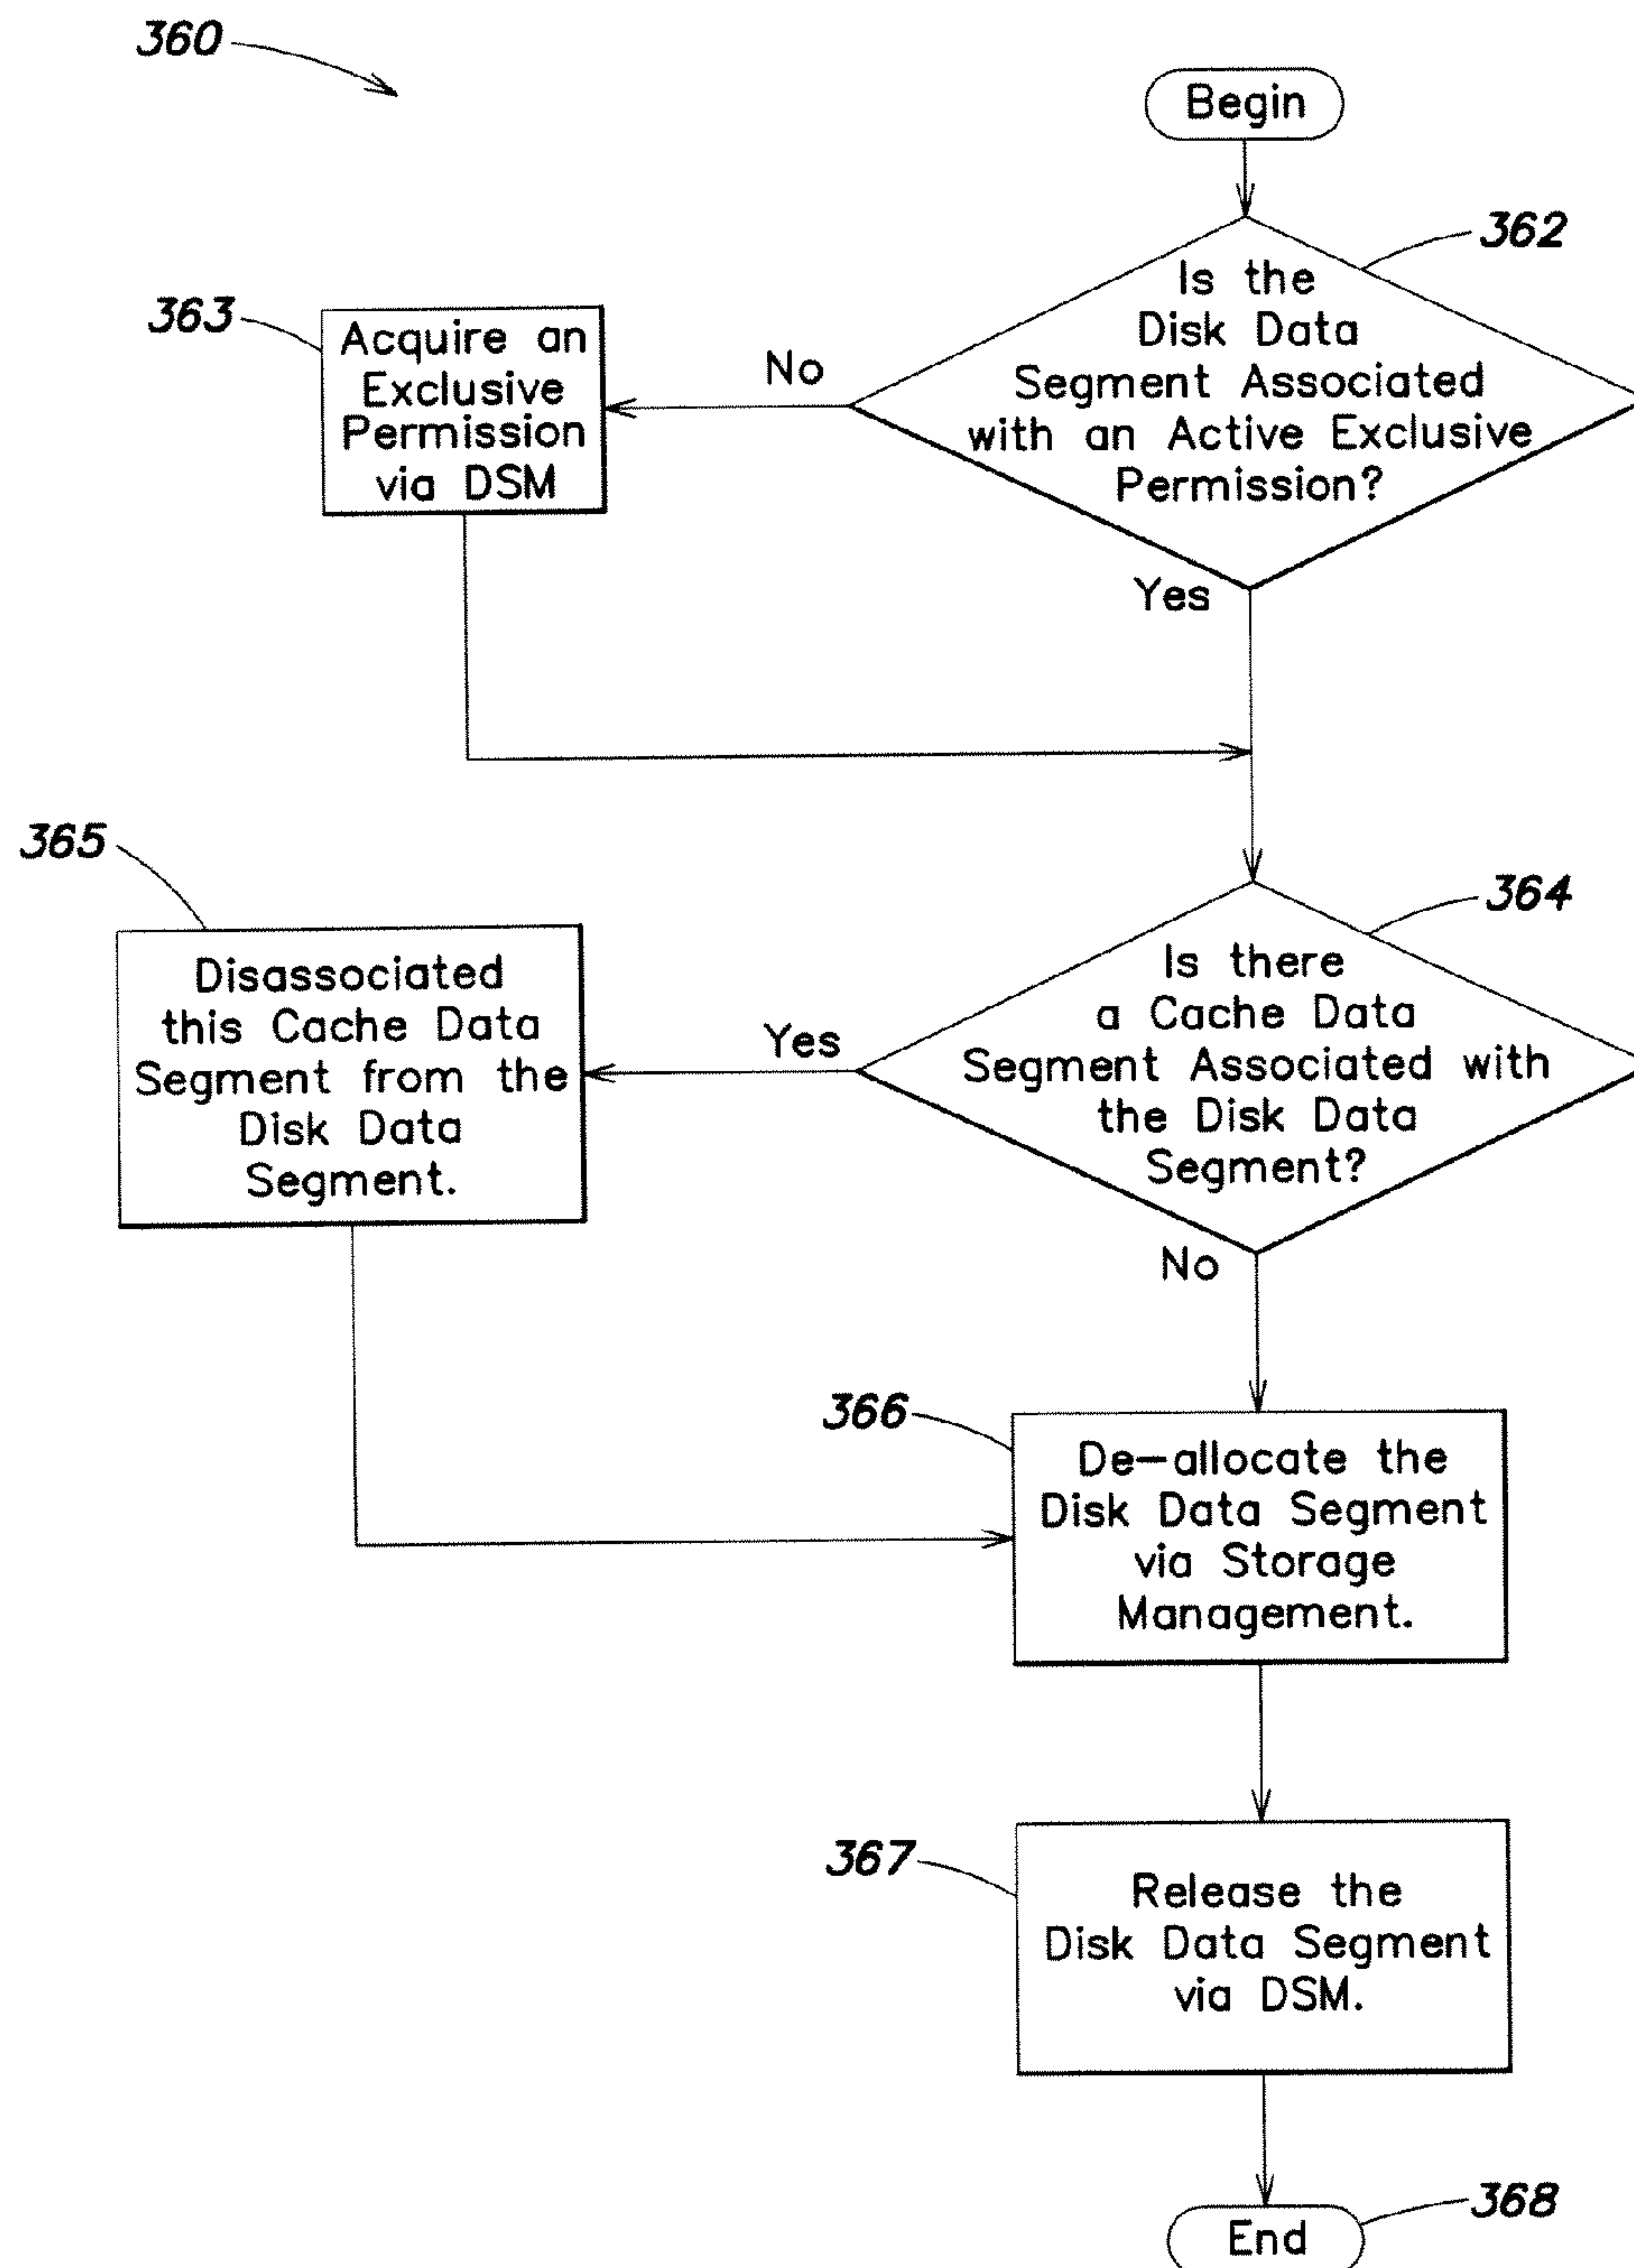 360
Begin
362
Is the
Disk Data
Segment Associated
with an Active Exclusive
Permission?
No
363
Acquire an
Exclusive
Permission
via DSM
Yes
364
Is there
a Cache Data
Segment Associated with
the Disk Data
Segment?
Yes
365
Disassociated
this Cache Data
Segment from the
Disk Data
Segment.
No
366
De-allocate the
Disk Data Segment
via Storage
Management.
367
Release the
Disk Data Segment
via DSM.
368
End